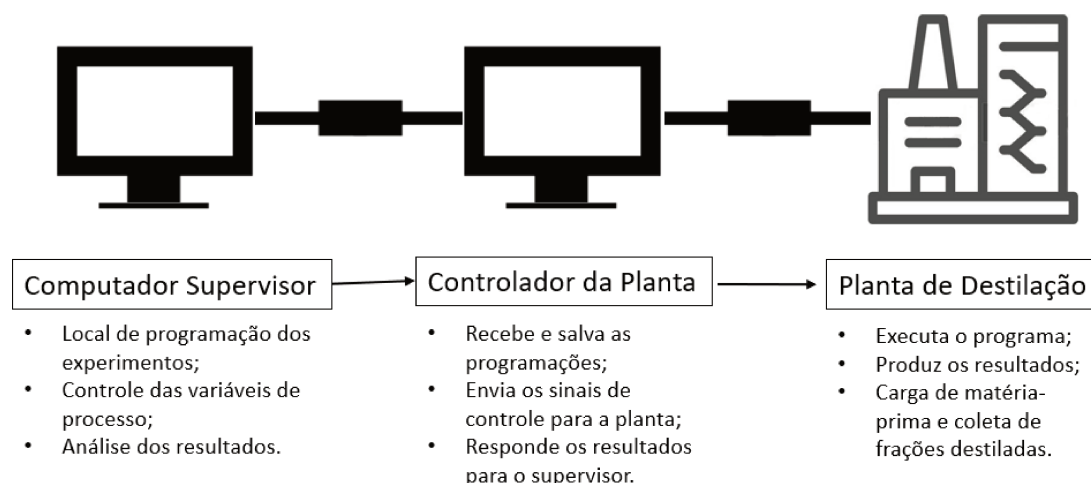 Computador Supervisor
• Local de programação dos
experimentos;
• Controle das variáveis de
processo;
• Análise dos resultados.
Controlador da Planta
• Recebe e salva as
programações;
• Envia os sinais de
controle para a planta;
• Responde os resultados
para o supervisor.
Planta de Destilação
• Executa o programa;
• Produz os resultados;
• Carga de matéria-
prima e coleta de
frações destiladas.